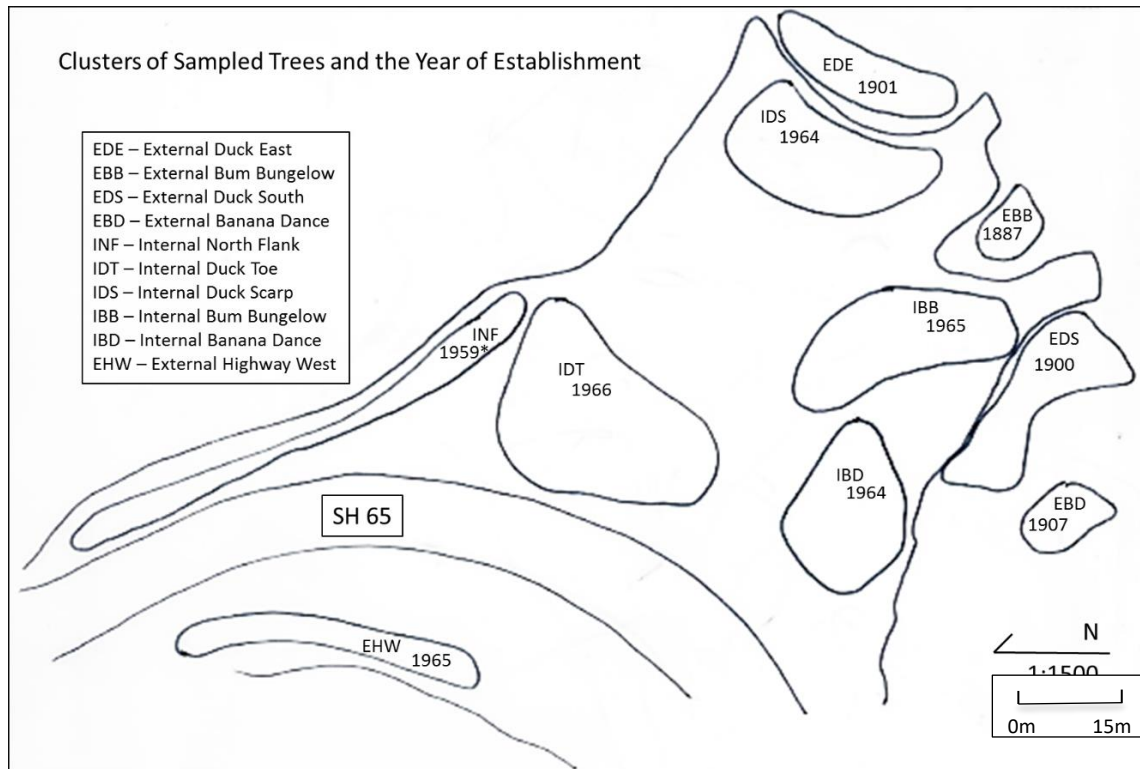 Clusters of Sampled Trees and the Year of Establishment
EDE – External Duck East
EBB – External Bum Bungelow
EDS – External Duck South
EBD – External Banana Dance
INF – Internal North Flank
IDT – Internal Duck Toe
IDS – Internal Duck Scarp
IBB – Internal Bum Bungelow
IBD – Internal Banana Dance
EHW – External Highway West
EDE
1901
IDS
1964
EBB
1887
IBB
1965
EDS
1900
INF
1959*
IDT
1966
IBD
1964
EBD
1907
SH 65
EHW
1965
N
1:1500
0m 15m